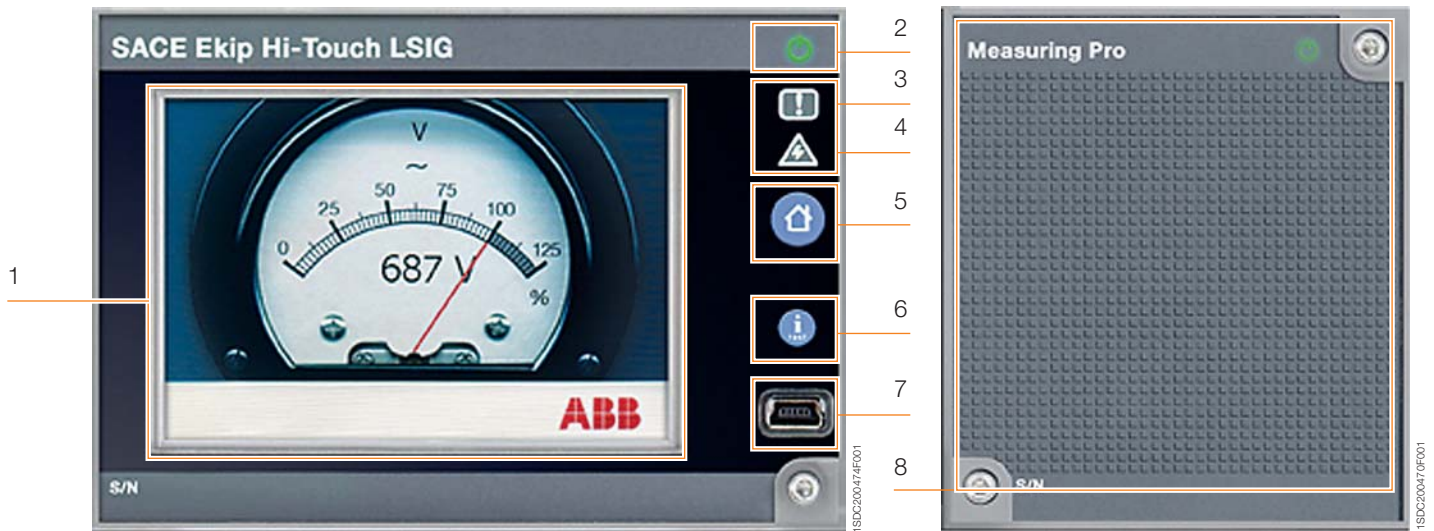 SACE Ekip Hi-Touch LSIG
V
~
0 25 50 75 100 125
687 V
%
ABB
S/N
i
TEST
1
2
3
4
5
6
7
8
1SDC200474F001
Measuring Pro
S/N
1SDC200470F001